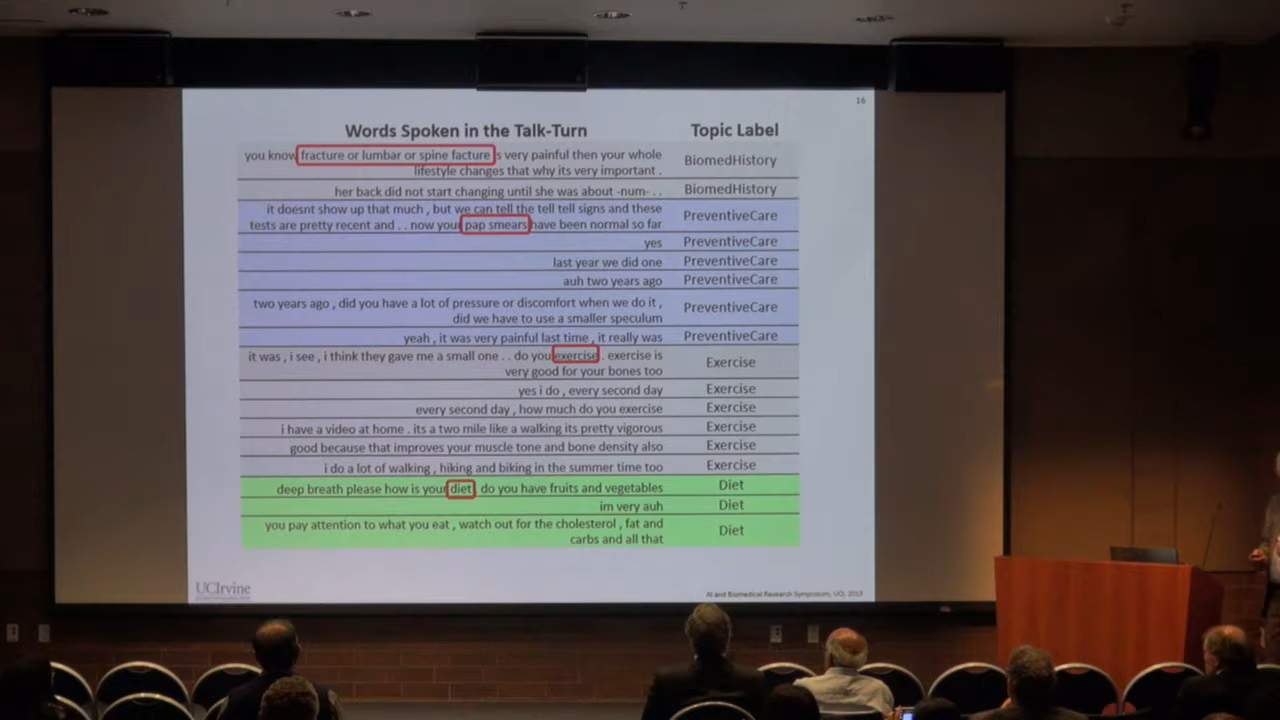 16
Words Spoken in the Talk-Turn Topic Label
you know fracture or lumbar or spine facture s very painful then your whole
lifestyle changes that why its very important .
BiomedHistory
her back did not start changing until she was about -num- . . BiomedHistory
it doesnt show up that much , but we can tell the tell tell signs and these
tests are pretty recent and . . now your pap smears have been normal so far
PreventiveCare
yes PreventiveCare
last year we did one PreventiveCare
auh two years ago PreventiveCare
two years ago , did you have a lot of pressure or discomfort when we do it ,
did we have to use a smaller speculum
PreventiveCare
yeah , it was very painful last time , it really was PreventiveCare
it was , i see , i think they gave me a small one . . do you exercise . exercise is
very good for your bones too
Exercise
yes i do , every second day Exercise
every second day , how much do you exercise Exercise
i have a video at home . its a two mile like a walking its pretty vigorous Exercise
good because that improves your muscle tone and bone density also Exercise
i do a lot of walking , hiking and biking in the summer time too Exercise
deep breath please how is your diet do you have fruits and vegetables Diet
im very auh Diet
you pay attention to what you eat , watch out for the cholesterol , fat and
carbs and all that
Diet
UCIrvine
AI and Biomedical Research Symposium, UCI, 2019